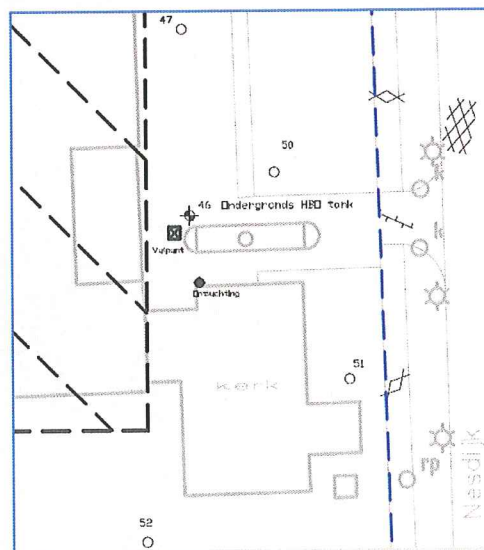 47
50
46 Ondergronds HBO tank
Vulpunt
Ontluchting
51
Kerk
Nesdijk
52